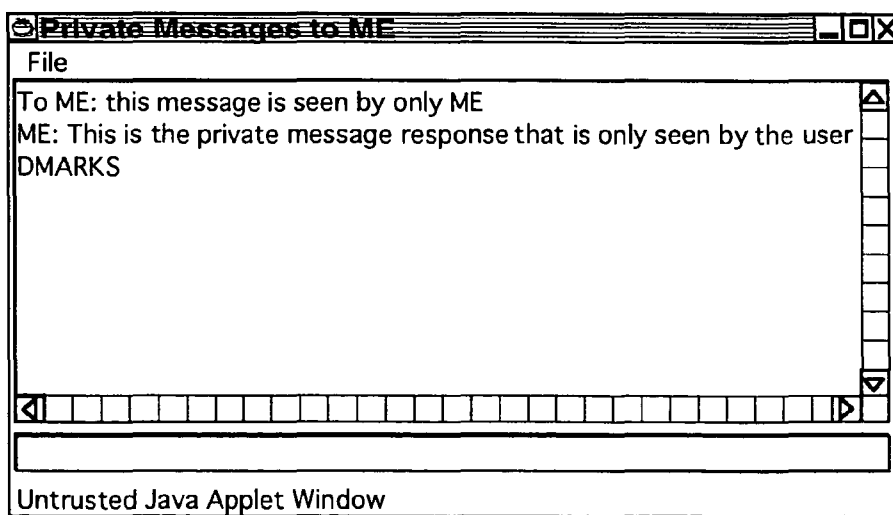 Private Messages to ME
File
To ME: this message is seen by only ME
ME: This is the private message response that is only seen by the user
DMARKS
Untrusted Java Applet Window